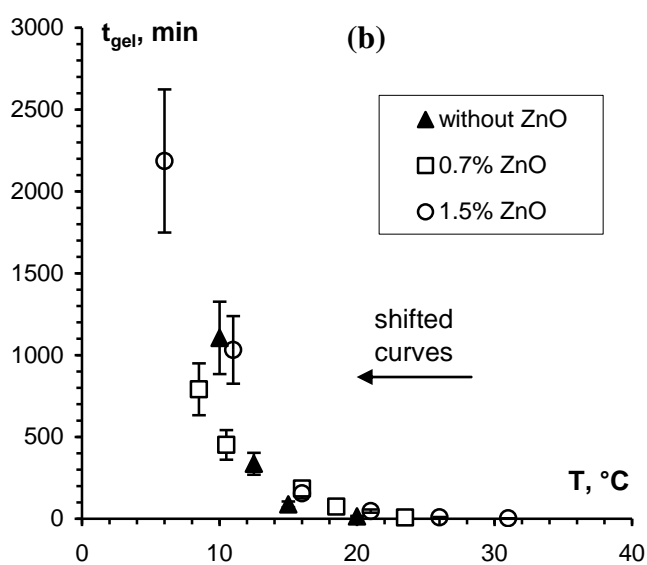 t_gel, min
(b)
3000
2500
2000
1500
1000
500
0
without ZnO
0.7% ZnO
1.5% ZnO
shifted
curves
T, °C
0 10 20 30 40